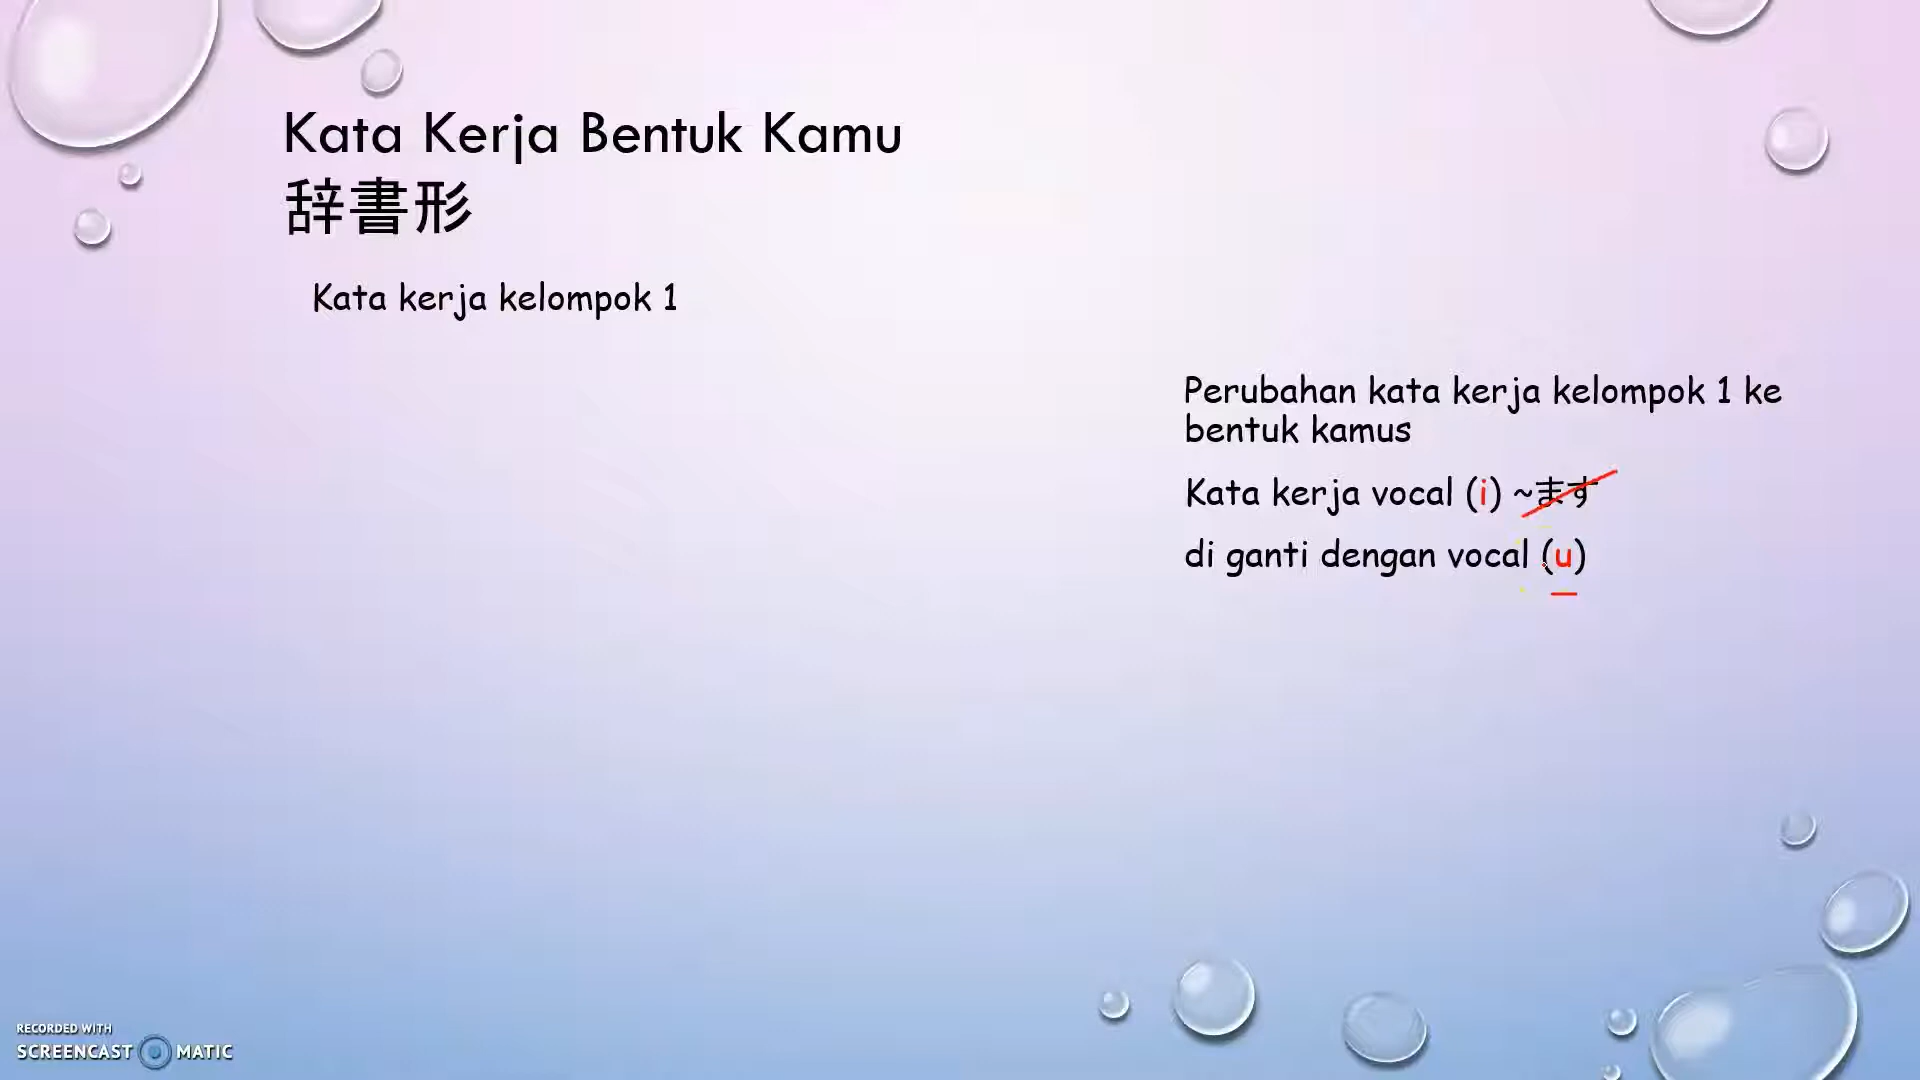 Kata Kerja Bentuk Kamu
辞書形
Kata kerja kelompok 1
Perubahan kata kerja kelompok 1 ke
bentuk kamus
Kata kerja vocal (i) ~ます
di ganti dengan vocal (u)
RECORDED WITH
SCREENCAST MATIC